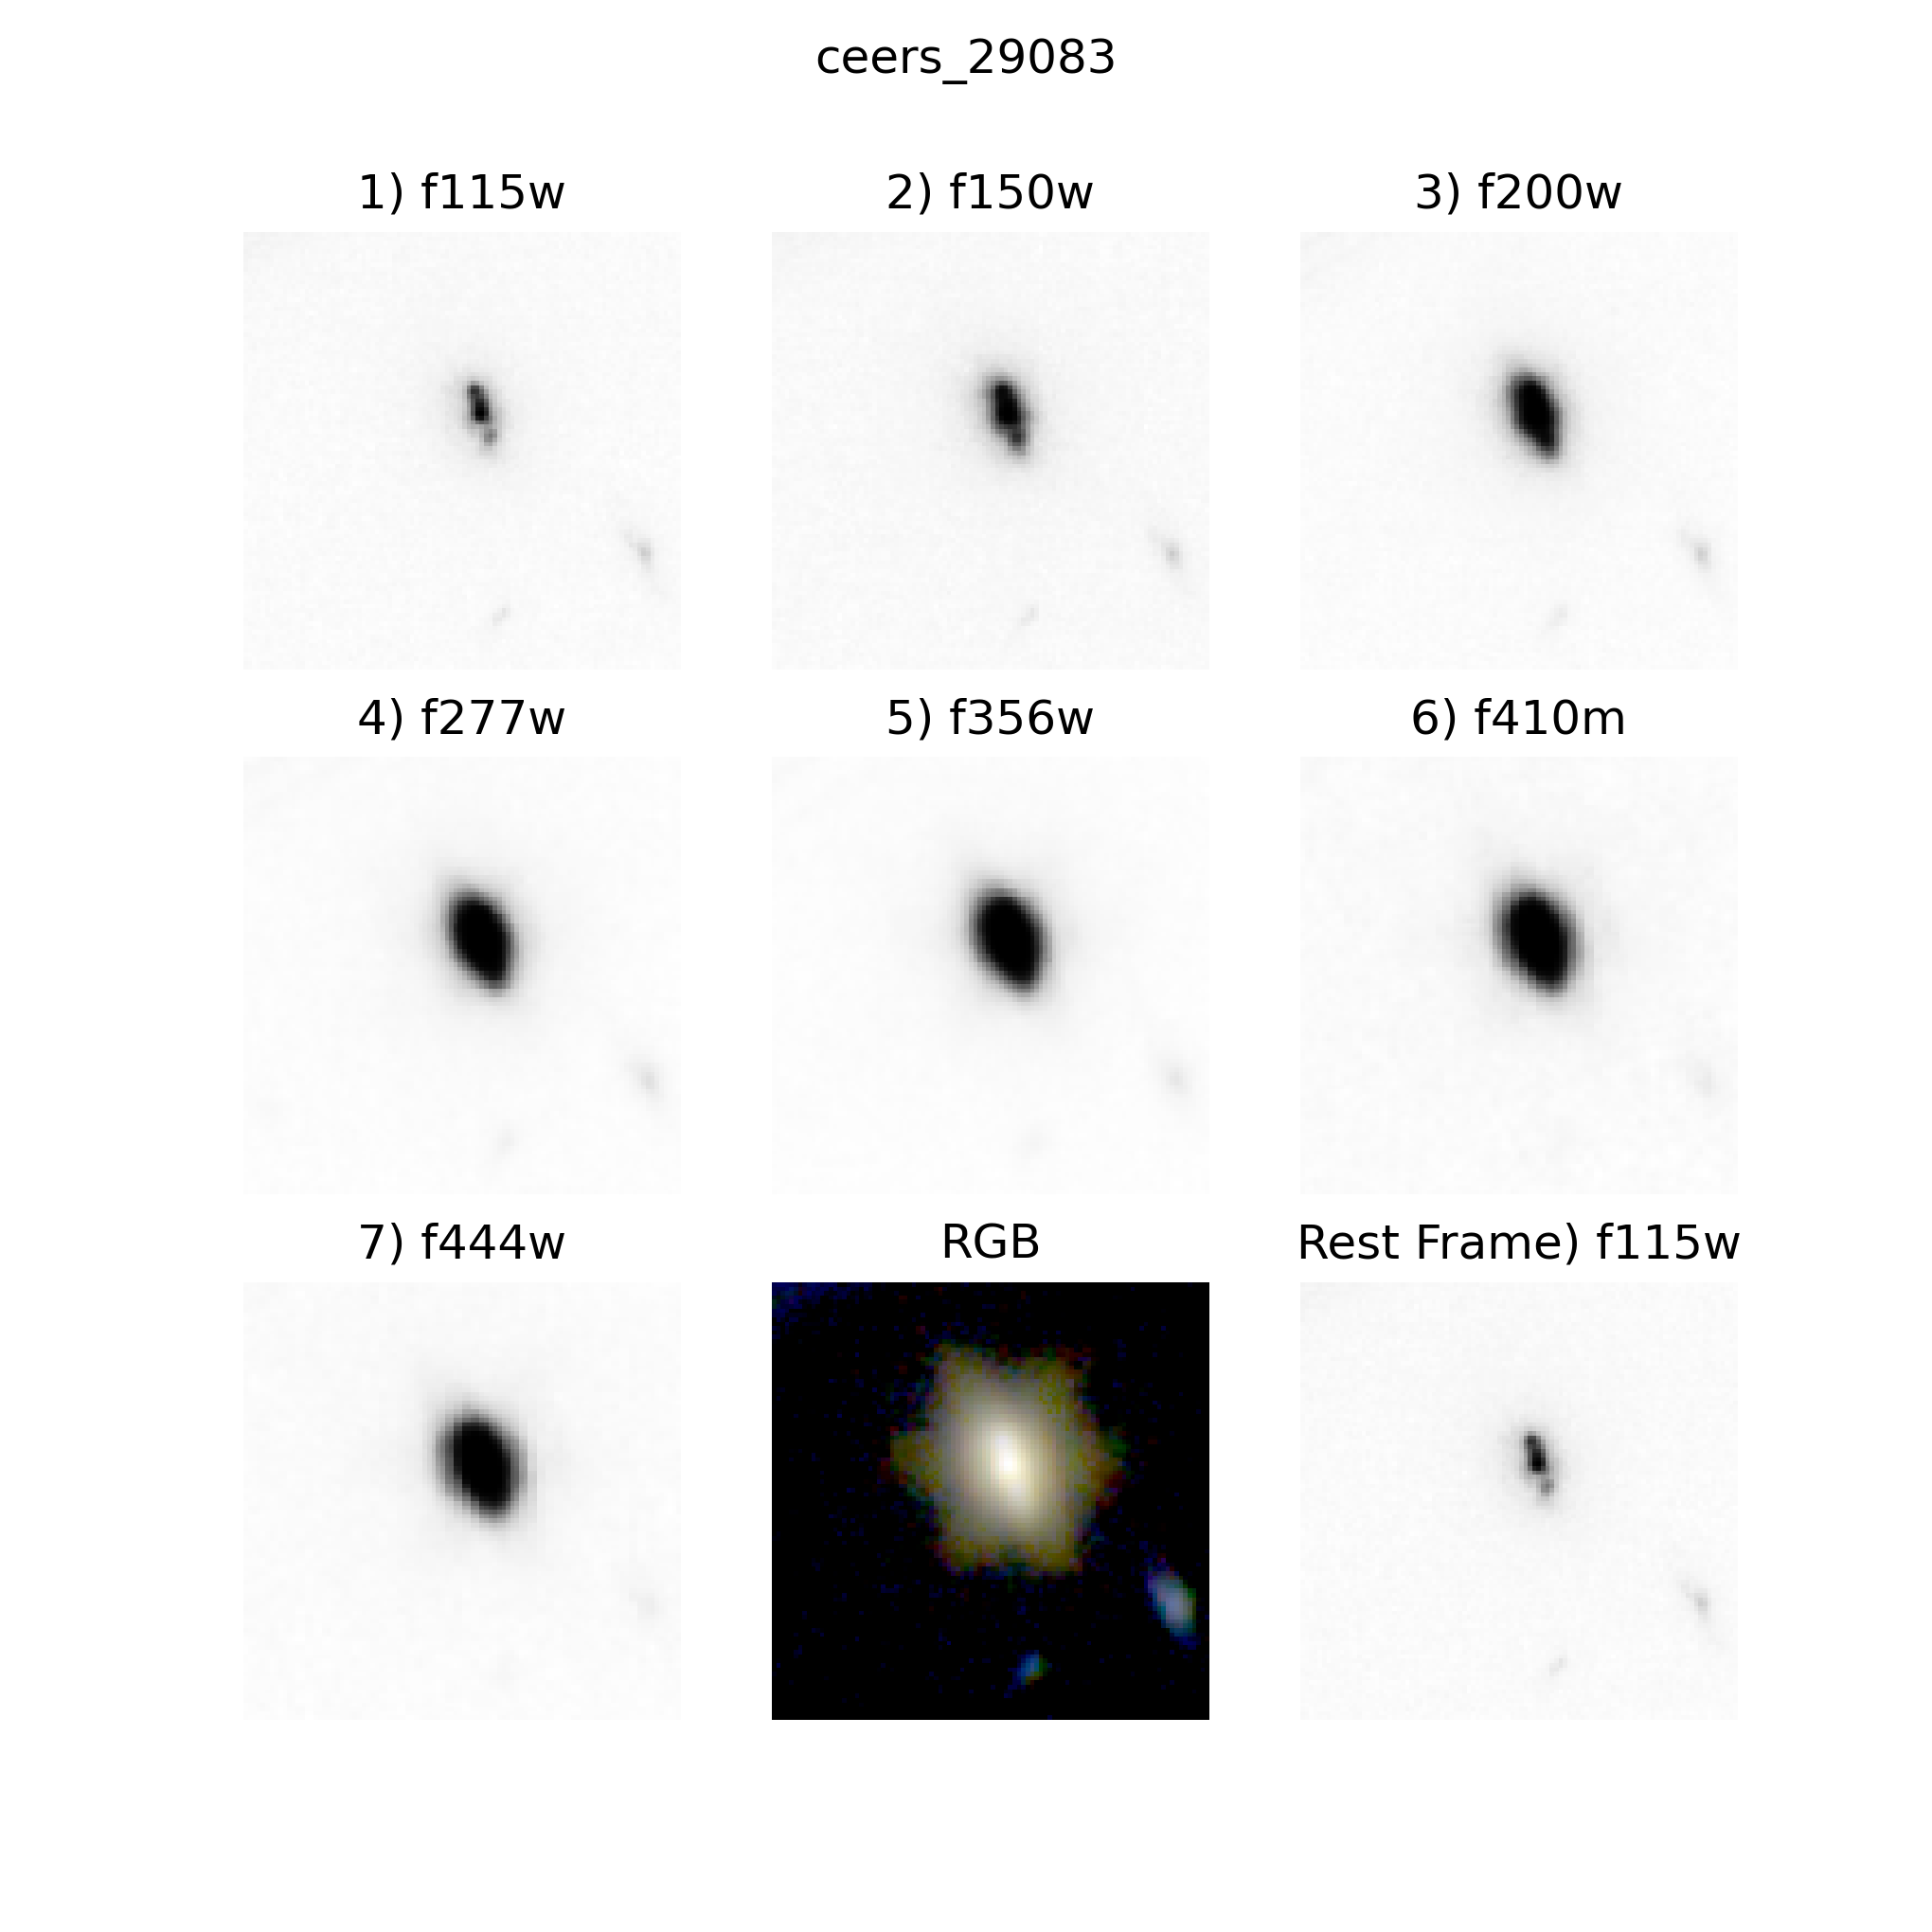 ceers_29083
1) f115w
2) f150w
3) f200w
4) f277w
5) f356w
6) f410m
7) f444w
RGB
Rest Frame) f115w